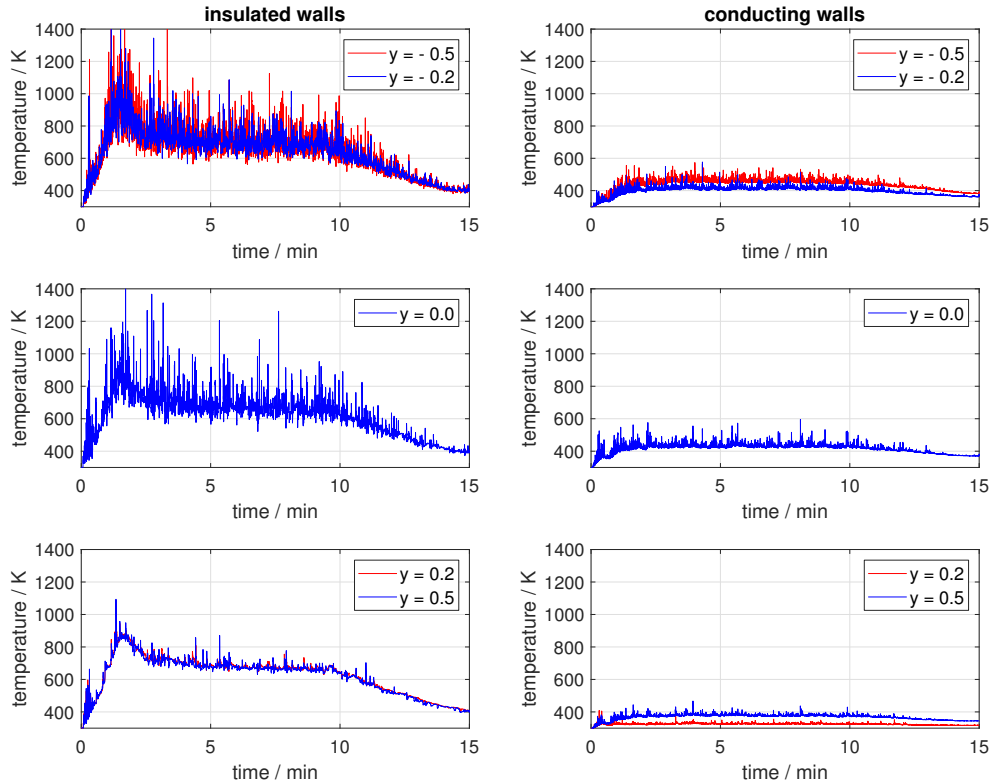 insulated walls
1400
1200
1000
800
600
400
temperature / K
y = - 0.5
y = - 0.2
0
5
10
15
time / min
conducting walls
1400
1200
1000
800
600
400
temperature / K
y = - 0.5
y = - 0.2
0
5
10
15
time / min
1400
1200
1000
800
600
400
temperature / K
y = 0.0
0
5
10
15
time / min
1400
1200
1000
800
600
400
temperature / K
y = 0.0
0
5
10
15
time / min
1400
1200
1000
800
600
400
temperature / K
y = 0.2
y = 0.5
0
5
10
15
time / min
1400
1200
1000
800
600
400
temperature / K
y = 0.2
y = 0.5
0
5
10
15
time / min